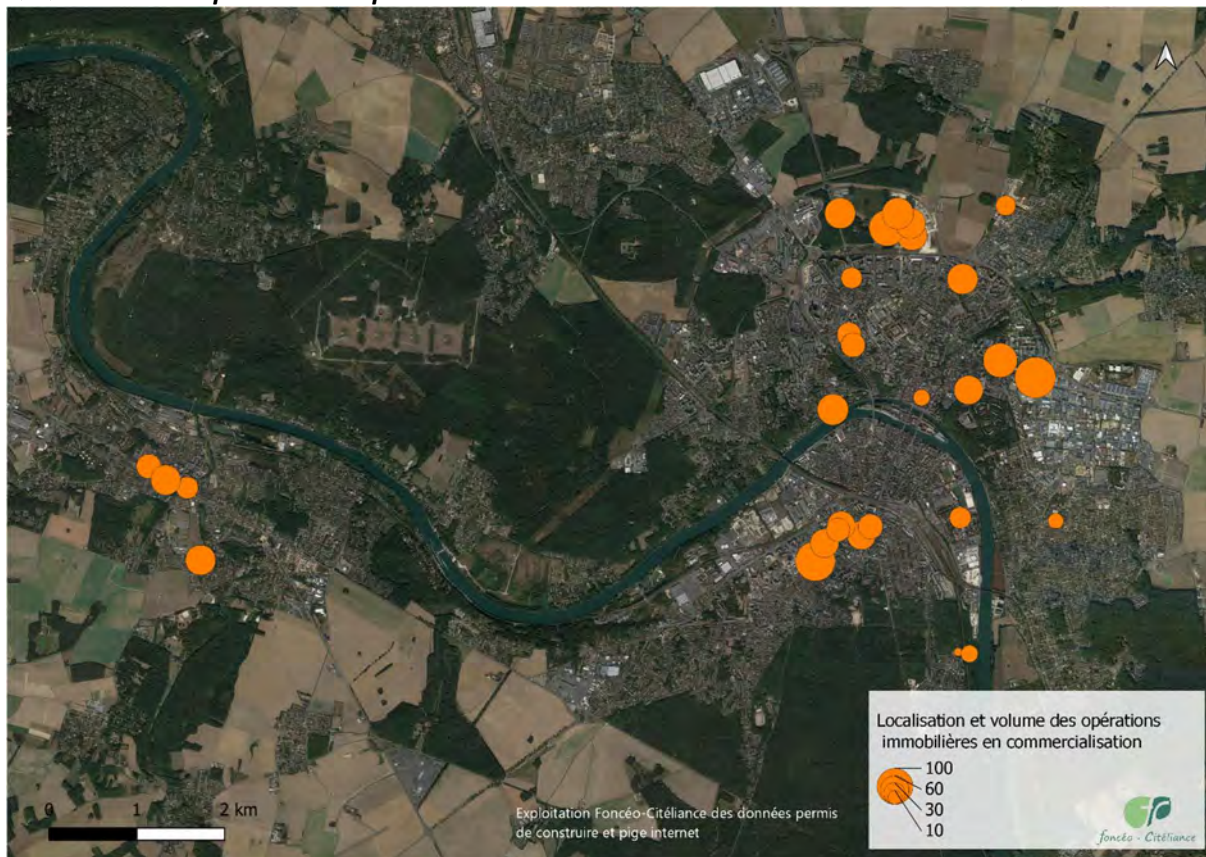 0 1 2 km
Exploitation Foncéo-Citéliance des données permis
de construire et pige internet
Localisation et volume des opérations
immobilières en commercialisation
100
60
30
10
foncéo - Citéliance